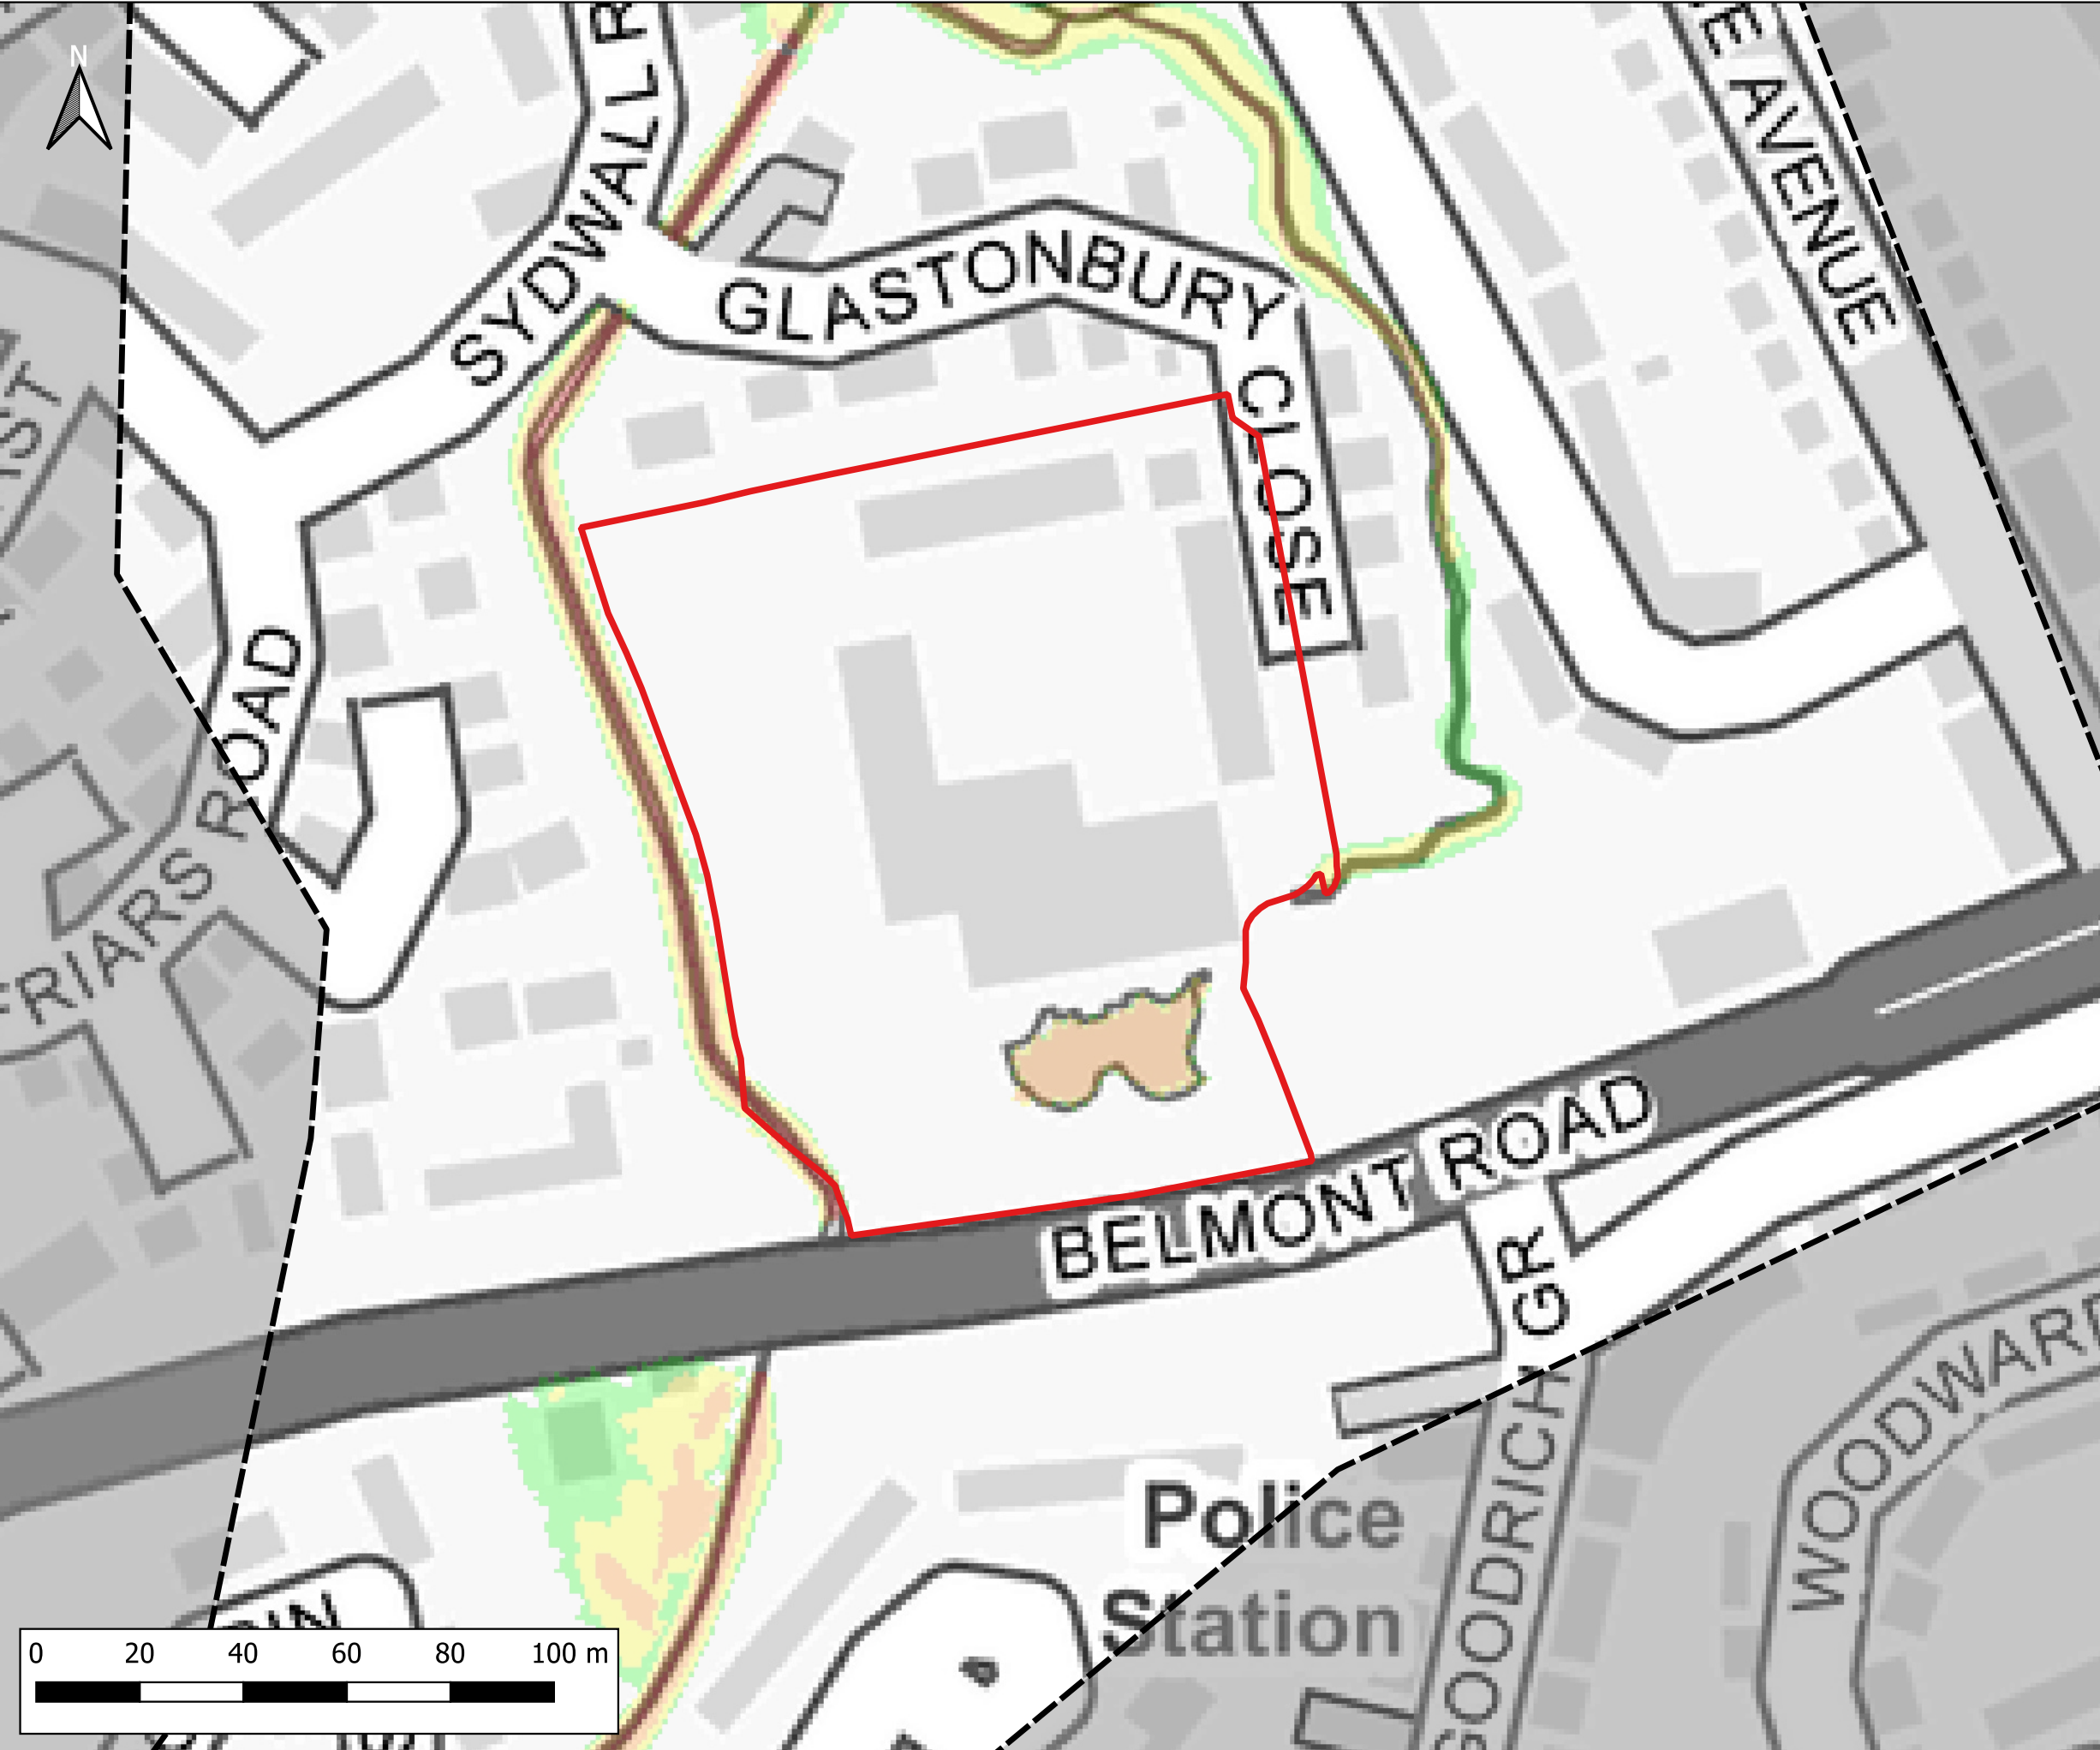 N
SYDWALL R
E AVENUE
GLASTONBURY
CLOSE
ROAD
FRIARS
BELMONT ROAD
GR
GOODRICH
WOODWARD
Police
Station
0 20 40 60 80 100 m